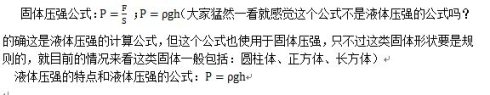 固体压强公式：P=F/S ；P=ρgh（大家猛然一看就感觉这个公式不是液体压强的公式吗？
的确这是液体压强的计算公式，但这个公式也使用于固体压强，只不过这类固体形状要是规
则的，就目前的情况来看这类固体一般包括：圆柱体、正方体、长方体）
液体压强的特点和液体压强的公式：P=ρgh